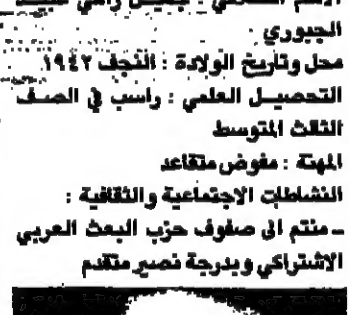 الجبوري
محل وتاريخ الولادة : النجف ١٩٤٢
التحصيل العلمي : راسب في الصف
الثالث المتوسط
المهنة : مفوض متقاعد
النشاطات الاجتماعية والثقافية :
ـ منتم الى صفوف حزب البعث العربي
الاشتراكي وبدرجة نصير متقدم